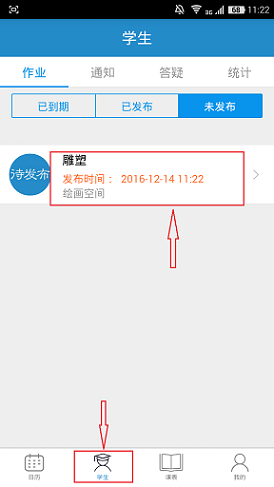 3G 68 11:22
学生
作业 通知 答疑 统计
已到期 已发布 未发布
待发布
雕塑
发布时间： 2016-12-14 11:22
绘画空间
日历 学生 课表 我的